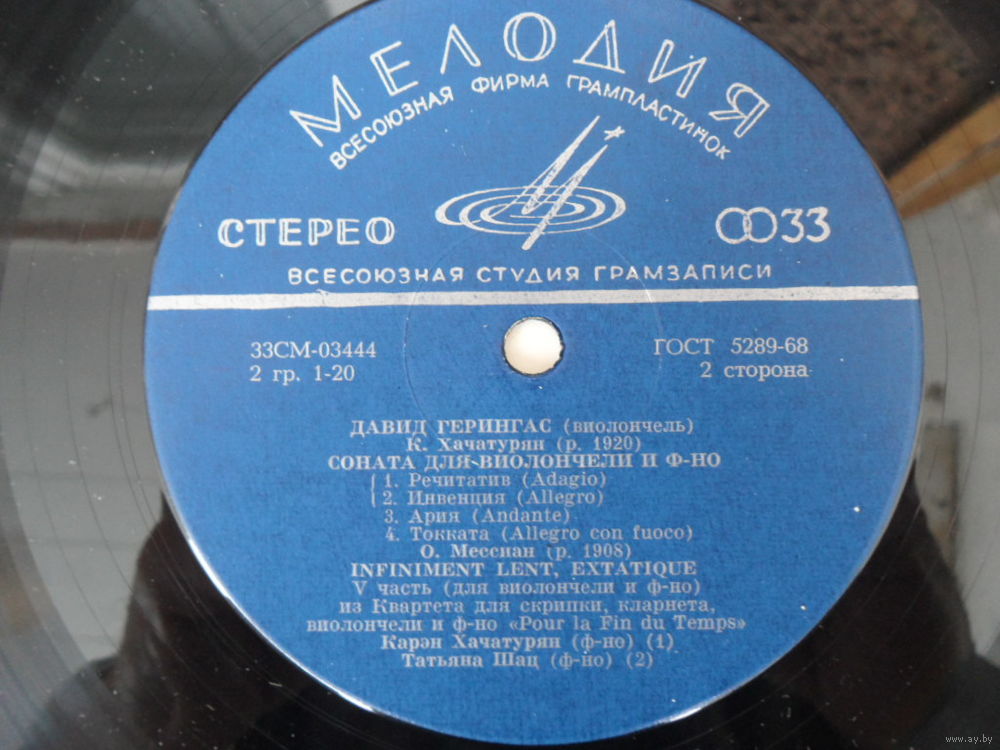 МЕЛОДИЯ
ВСЕСОЮЗНАЯ ФИРМА ГРАМПЛАСТИНОК
СТЕРЕО 33
ВСЕСОЮЗНАЯ СТУДИЯ ГРАМЗАПИСИ
33СМ-03444 ГОСТ 5289-68
2 гр. 1-20 2 сторона
ДАВИД ГЕРИНГАС (виолончель)
К. Хачатурян (р. 1920)
СОНАТА ДЛЯ ВИОЛОНЧЕЛИ И Ф-НО
1. Речитатив (Adagio)
2. Инвенция (Allegro)
3. Ария (Andante)
4. Токката (Allegro con fuoco)
О. Мессиан (р. 1908)
INFINIMENT LENT, EXTATIQUE
V часть (для виолончели и ф-но)
из Квартета для скрипки, кларнета,
виолончели и ф-но «Pour la Fin du Temps»
Карэн Хачатурян (ф-но) (1)
Татьяна Шац (ф-но) (2)
www.ay.by